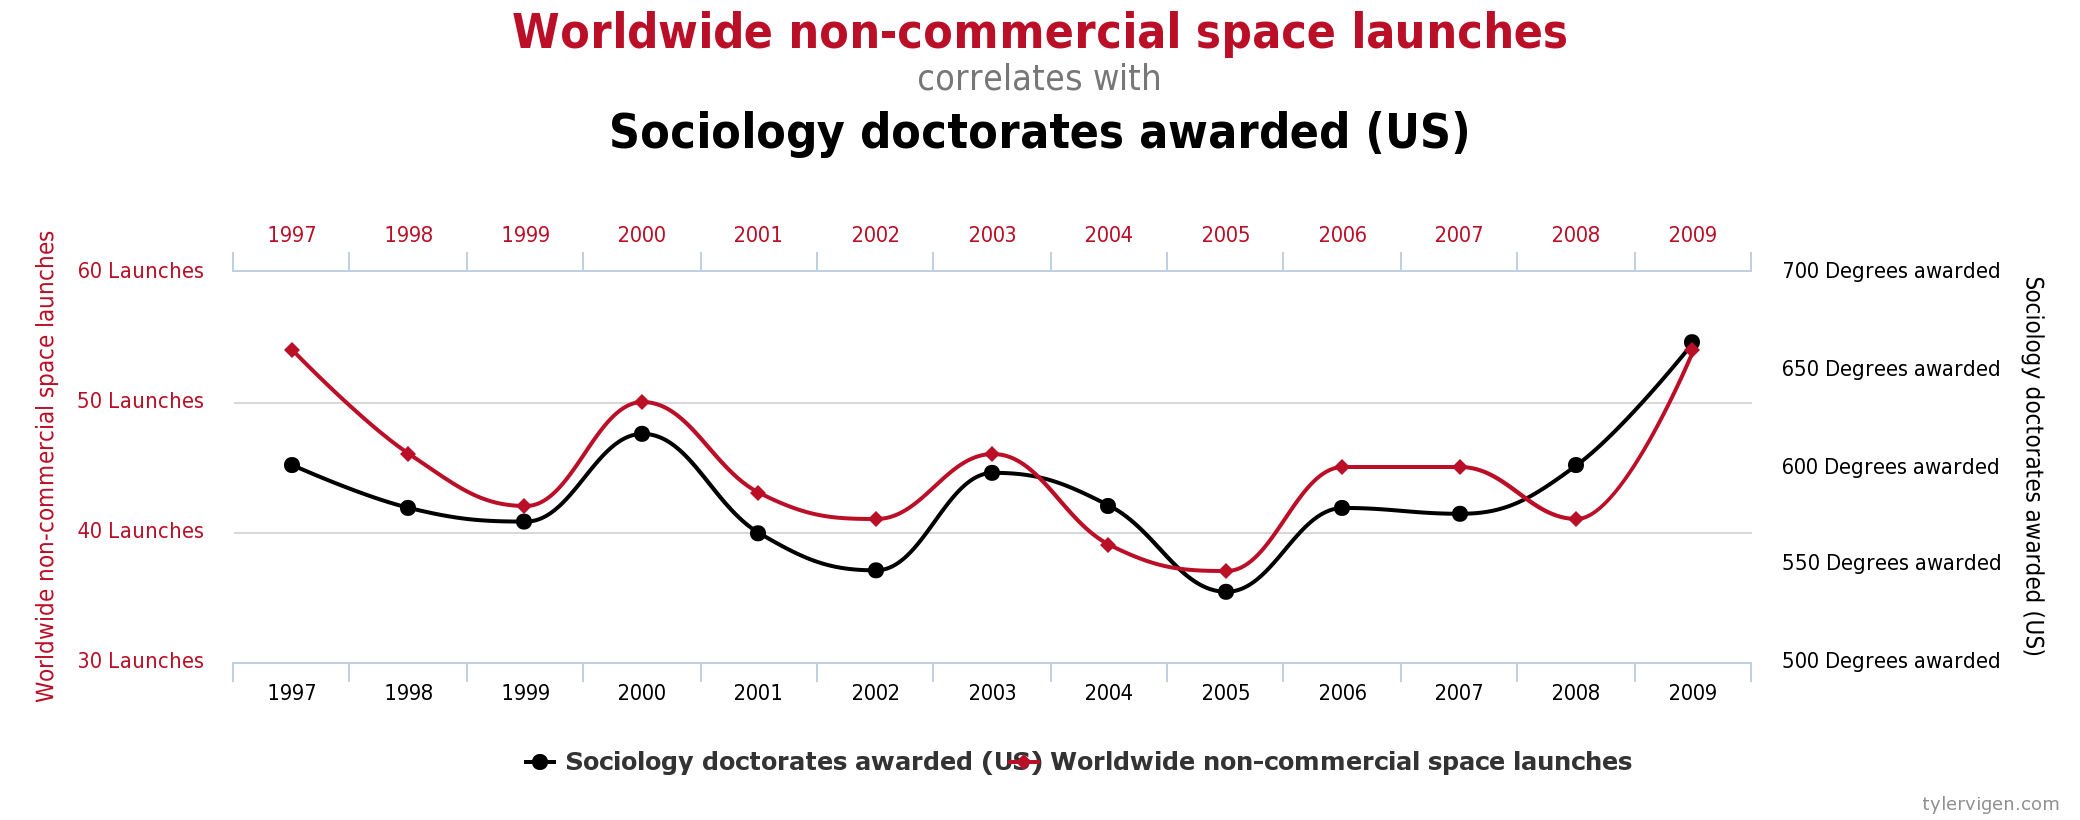 Worldwide non-commercial space launches
correlates with
Sociology doctorates awarded (US)
1997 1998 1999 2000 2001 2002 2003 2004 2005 2006 2007 2008 2009
Worldwide non-commercial space launches
60 Launches
50 Launches
40 Launches
30 Launches
700 Degrees awarded
650 Degrees awarded
600 Degrees awarded
550 Degrees awarded
500 Degrees awarded
Sociology doctorates awarded (US)
1997 1998 1999 2000 2001 2002 2003 2004 2005 2006 2007 2008 2009
Sociology doctorates awarded (US) Worldwide non-commercial space launches
tylervigen.com